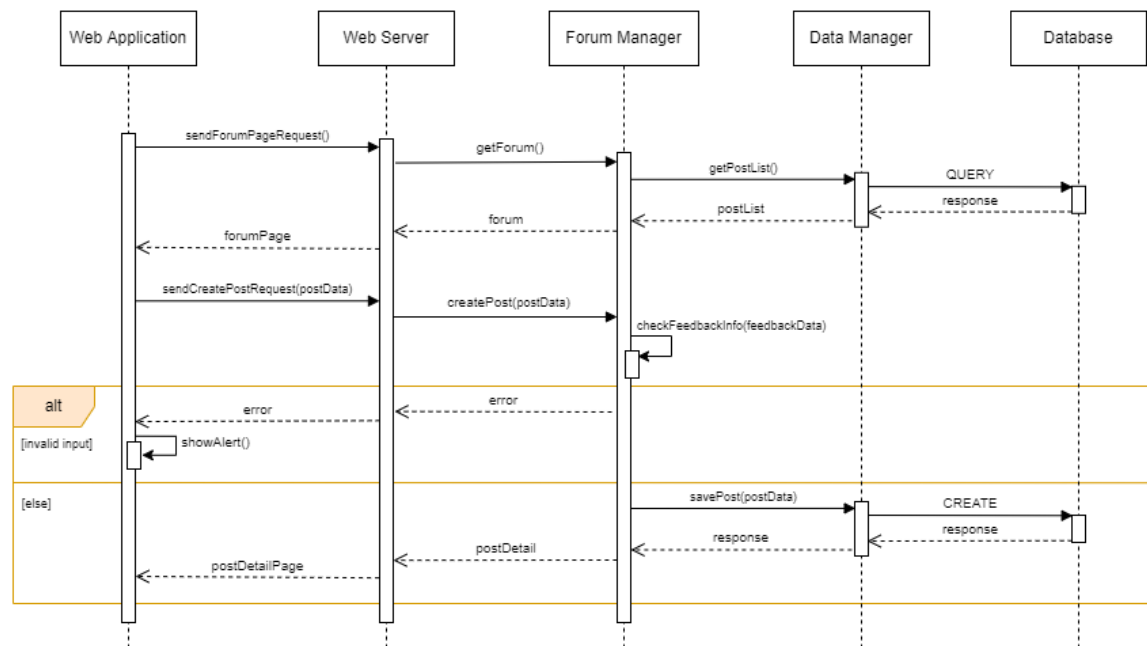 Web Application
Web Server
Forum Manager
Data Manager
Database
sendForumPageRequest()
getForum()
getPostList()
QUERY
response
postList
forum
forumPage
sendCreatePostRequest(postData)
createPost(postData)
checkFeedbackInfo(feedbackData)
alt
error
error
[invalid input]
showAlert()
[else]
savePost(postData)
CREATE
response
response
postDetail
postDetailPage